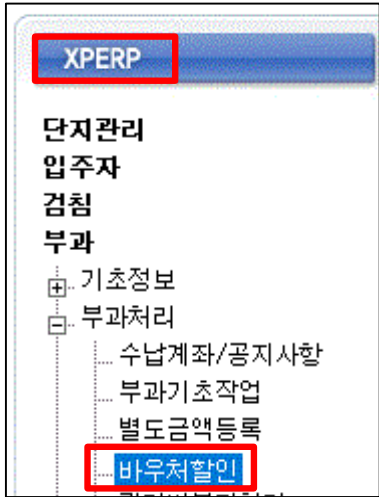 XPERP
단지관리
입주자
검침
부과
기초정보
부과처리
수납계좌/공지사항
부과기초작업
별도금액등록
바우처할인